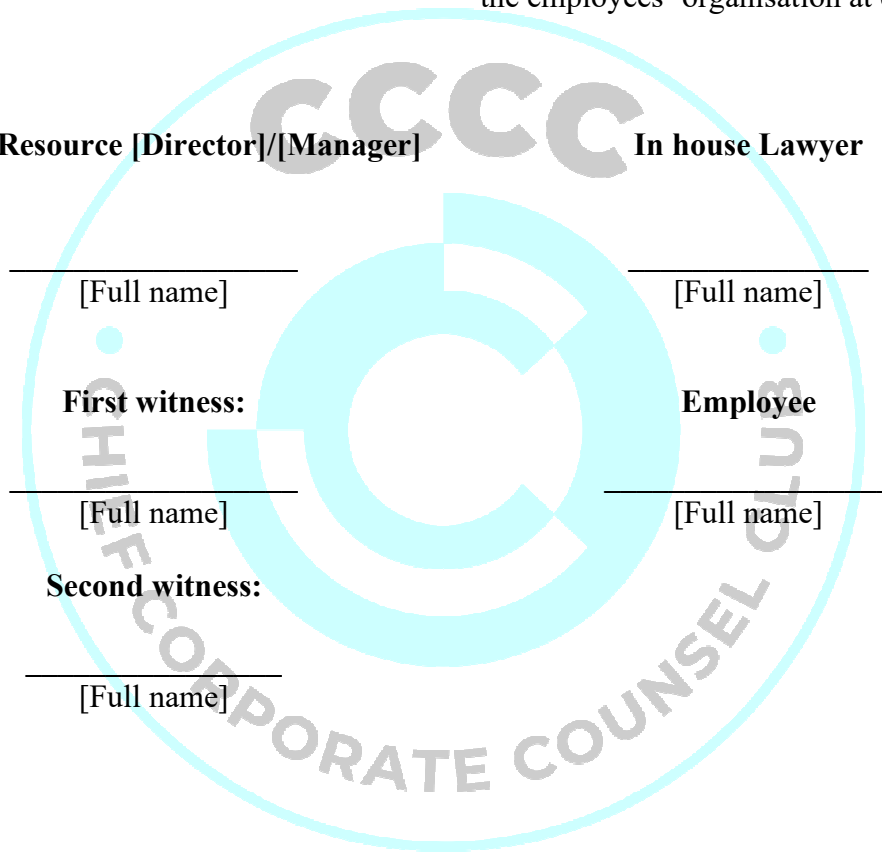 the employees' organisation at
CCCC
Resource [Director]/[Manager] In house Lawyer
[Full name] [Full name]
First witness: Employee
[Full name] [Full name]
Second witness:
[Full name]
CHIEF CORPORATE COUNSEL CLUB